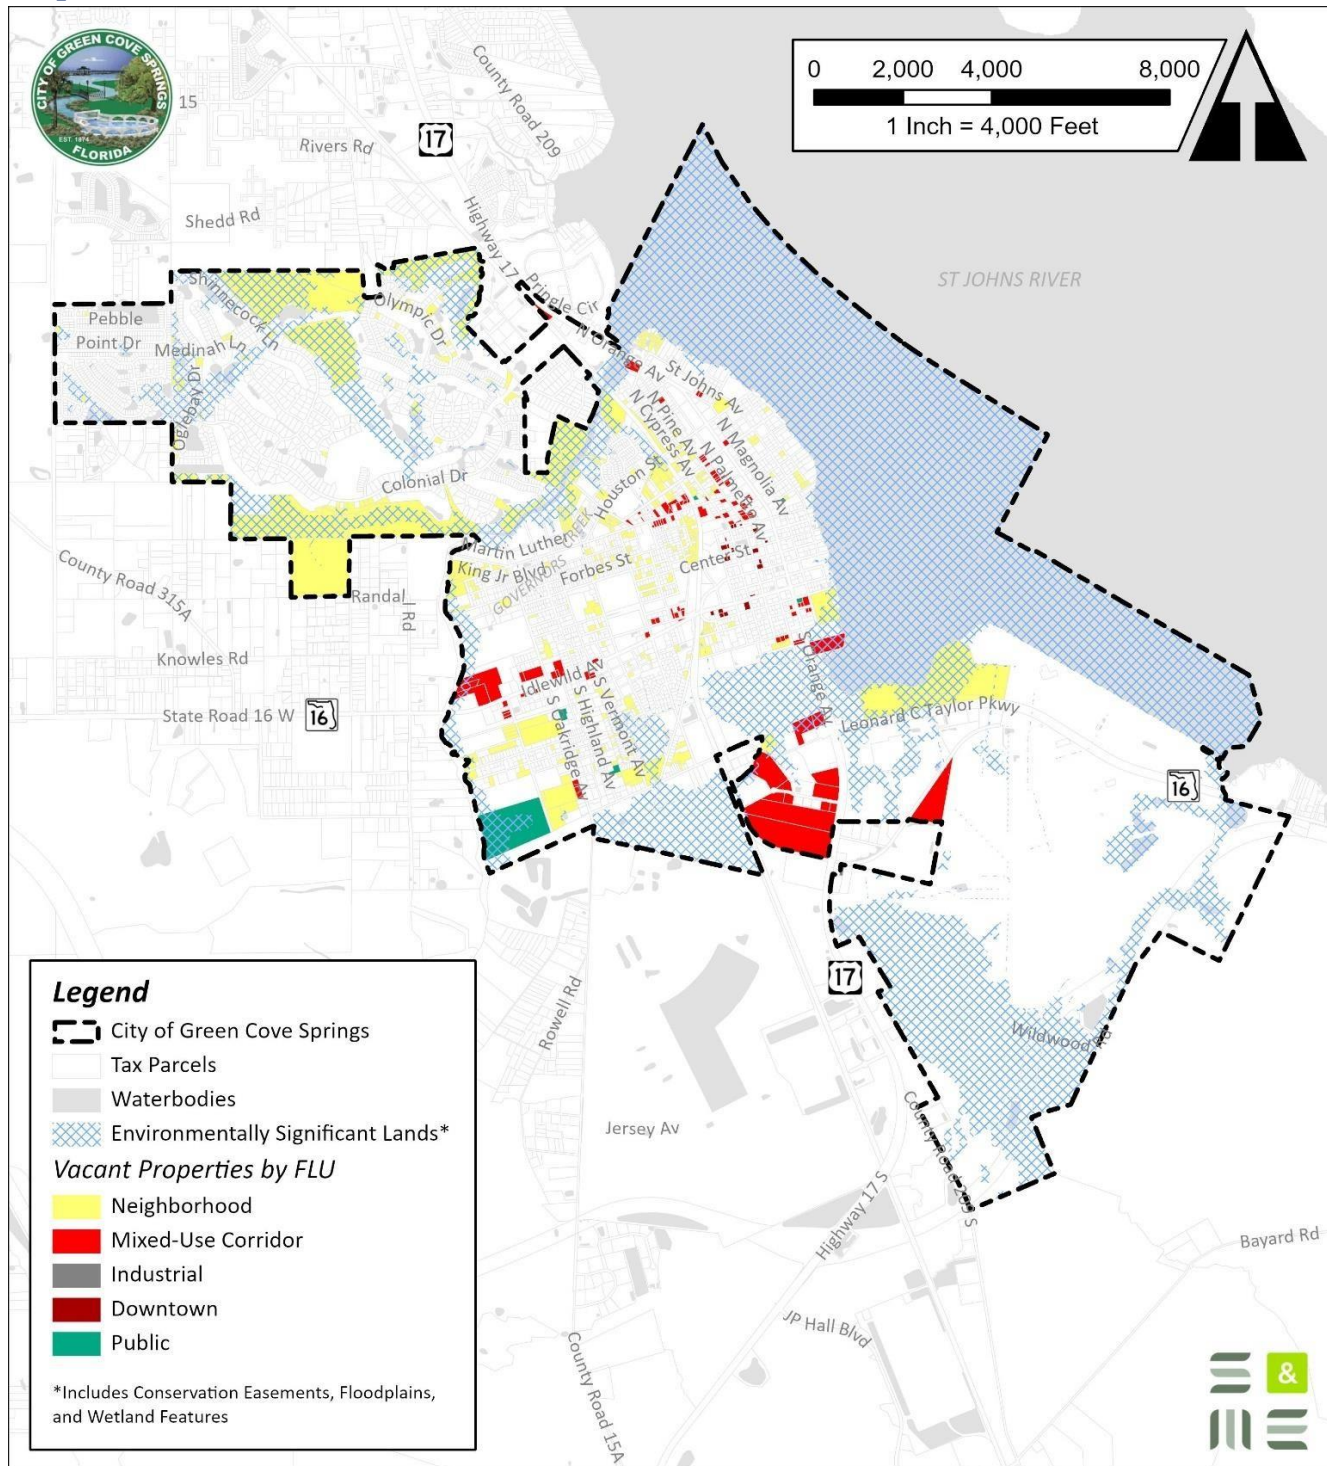 CITY OF GREEN COVE SPRINGS
EST. 1874
FLORIDA
0 2,000 4,000 8,000
1 Inch = 4,000 Feet
15
County Road 209
17
Rivers Rd
Shedd Rd
Highway 17
Pringle Cir
ST JOHNS RIVER
Shinnecock Ln
Olympic Dr
Pebble
Point Dr
Medinah Ln
Oglebay Dr
N Orange Av
St Johns Av
N Pine Av
N Cypress Av
N Magnolia Av
N Palmetto Av
Houston St
Colonial Dr
Martin Luther
King Jr Blvd
GOVERNORS CREEK
Forbes St
Center St
County Road 315A
Randal
l Rd
Knowles Rd
State Road 16 W
16
Idlewild Av
S Vermont Av
S Highland Av
S Oakridge Av
S Orange Av
Leonard C Taylor Pkwy
16
17
Wildwood Rd
Rowell Rd
Jersey Av
County Road 209 S
Highway 17 S
Bayard Rd
JP Hall Blvd
County Road 15A
Legend
City of Green Cove Springs
Tax Parcels
Waterbodies
Environmentally Significant Lands*
Vacant Properties by FLU
Neighborhood
Mixed-Use Corridor
Industrial
Downtown
Public
*Includes Conservation Easements, Floodplains,
and Wetland Features
S &
ME